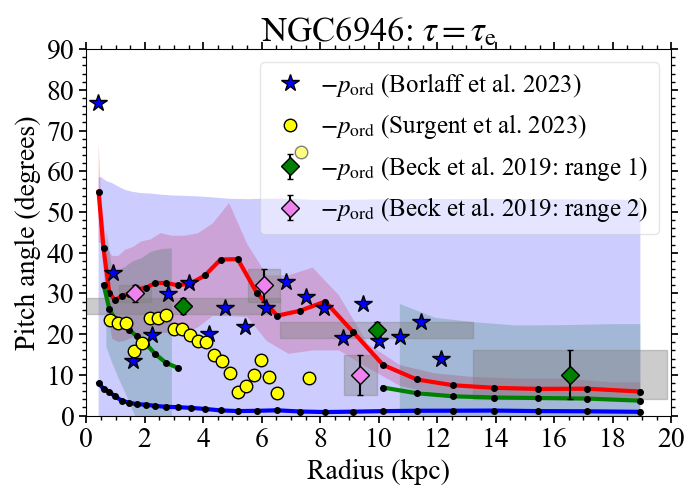 NGC6946: τ = τe
Pitch angle (degrees)
90
80
70
60
50
40
30
20
10
0
−pord (Borlaff et al. 2023)
−pord (Surgent et al. 2023)
−pord (Beck et al. 2019: range 1)
−pord (Beck et al. 2019: range 2)
0 2 4 6 8 10 12 14 16 18 20
Radius (kpc)